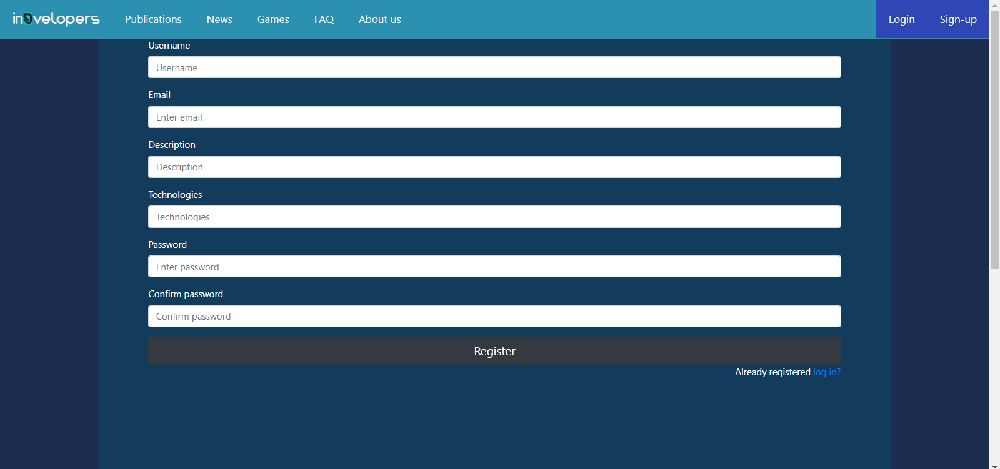 inDvelopers Publications News Games FAQ About us Login Sign-up
Username
Username
Email
Enter email
Description
Description
Technologies
Technologies
Password
Enter password
Confirm password
Confirm password
Register
Already registered log in?